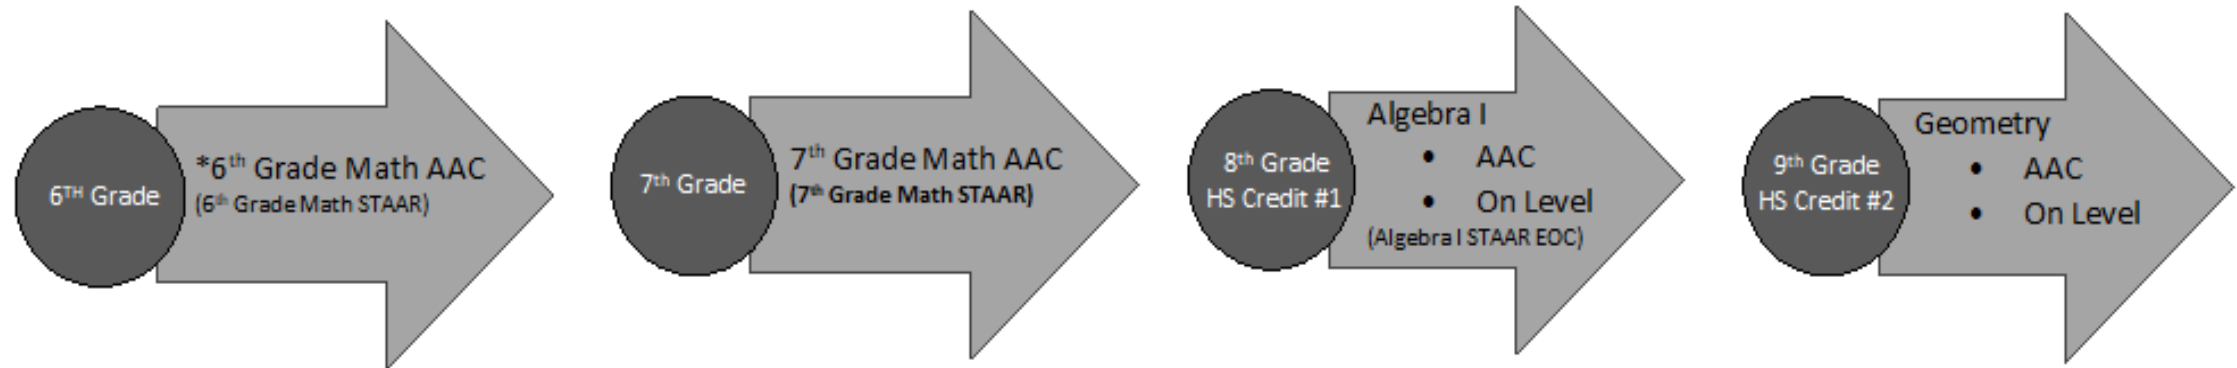 6TH Grade
*6th Grade Math AAC
(6th Grade Math STAAR)
7th Grade
7th Grade Math AAC
(7th Grade Math STAAR)
8th Grade
HS Credit #1
Algebra I
• AAC
• On Level
(Algebra I STAAR EOC)
9th Grade
HS Credit #2
Geometry
• AAC
• On Level